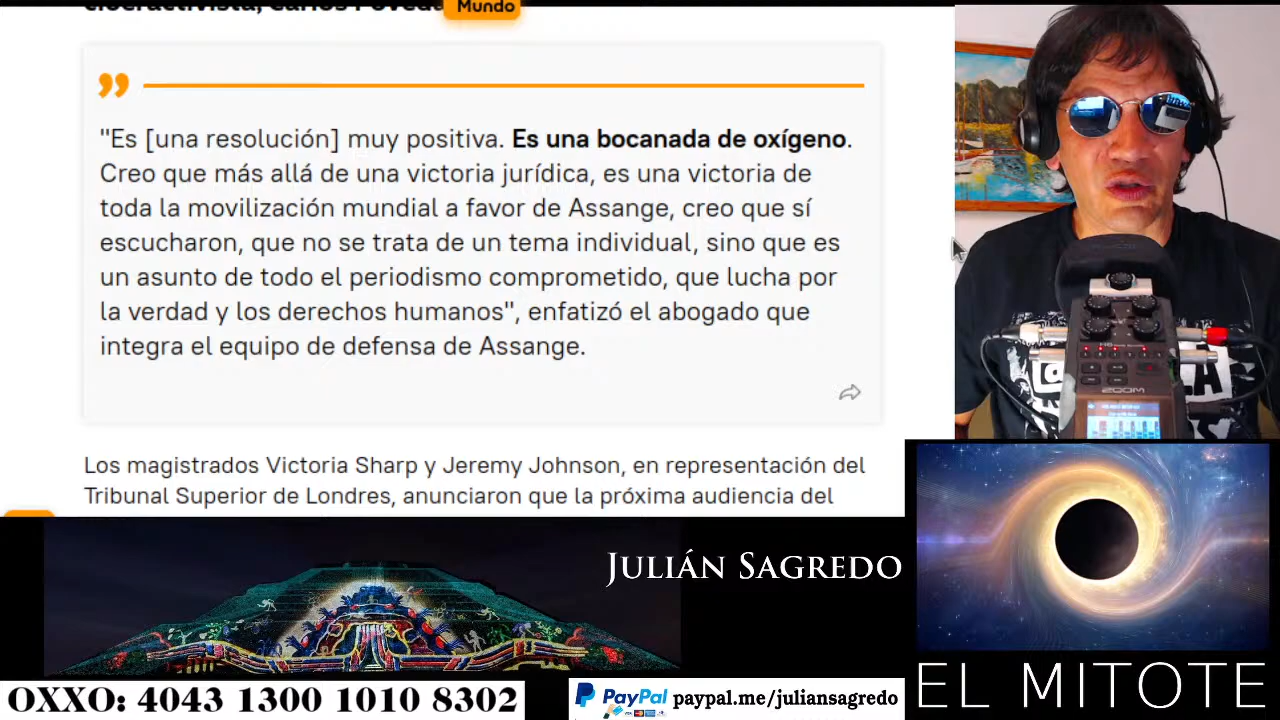 Mundo
"Es [una resolución] muy positiva. Es una bocanada de oxígeno.
Creo que más allá de una victoria jurídica, es una victoria de
toda la movilización mundial a favor de Assange, creo que sí
escucharon, que no se trata de un tema individual, sino que es
un asunto de todo el periodismo comprometido, que lucha por
la verdad y los derechos humanos", enfatizó el abogado que
integra el equipo de defensa de Assange.
Los magistrados Victoria Sharp y Jeremy Johnson, en representación del
Tribunal Superior de Londres, anunciaron que la próxima audiencia del
zoom
JULIÁN SAGREDO
EL MITOTE
OXXO: 4043 1300 1010 8302
PayPal paypal.me/juliansagredo